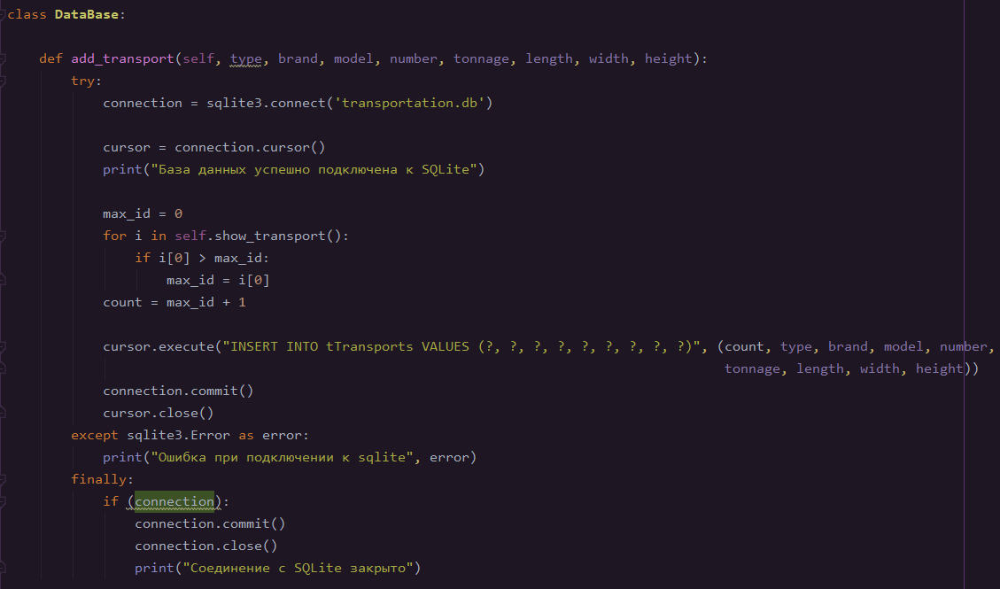 class DataBase:
def add_transport(self, type, brand, model, number, tonnage, length, width, height):
try:
connection = sqlite3.connect('transportation.db')
cursor = connection.cursor()
print("База данных успешно подключена к SQLite")
max_id = 0
for i in self.show_transport():
if i[0] > max_id:
max_id = i[0]
count = max_id + 1
cursor.execute("INSERT INTO tTransports VALUES (?, ?, ?, ?, ?, ?, ?, ?, ?)", (count, type, brand, model, number,
tonnage, length, width, height))
connection.commit()
cursor.close()
except sqlite3.Error as error:
print("Ошибка при подключении к sqlite", error)
finally:
if (connection):
connection.commit()
connection.close()
print("Соединение с SQLite закрыто")